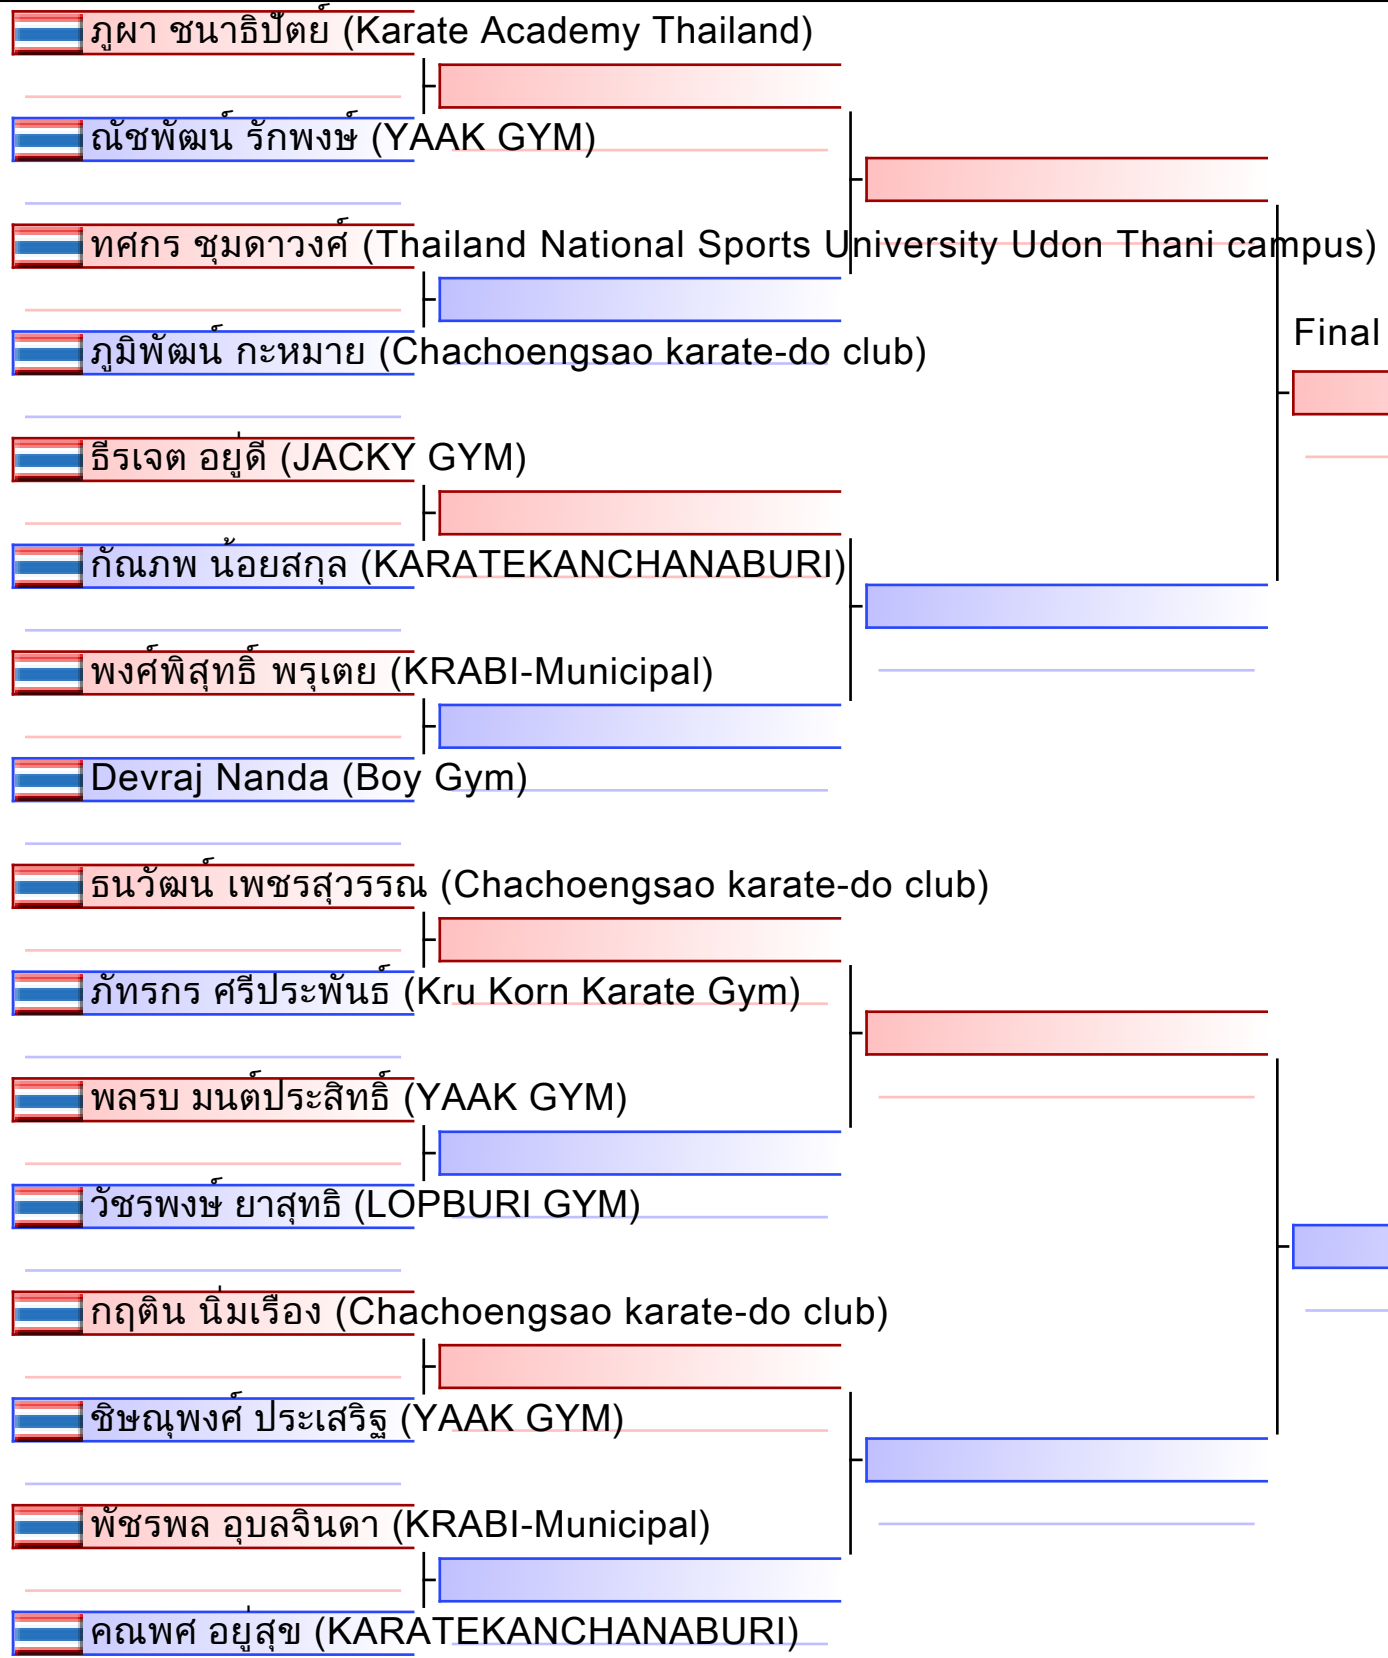 ภูผา ชนาธิปัตย์ (Karate Academy Thailand)
ณัชพัฒน์ รักพงษ์ (YAAK GYM)
ทศกร ชุมดาวงศ์ (Thailand National Sports University Udon Thani campus)
Final
ภูมิพัฒน์ กะหมาย (Chachoengsao karate-do club)
ธีรเจต อยู่ดี (JACKY GYM)
กัณภพ น้อยสกุล (KARATEKANCHANABURI)
พงศ์พิสุทธิ์ พรุเตย (KRABI-Municipal)
Devraj Nanda (Boy Gym)
ธนวัฒน์ เพชรสุวรรณ (Chachoengsao karate-do club)
ภัทรกร ศรีประพันธ์ (Kru Korn Karate Gym)
พลรบ มนต์ประสิทธิ์ (YAAK GYM)
วัชรพงษ์ ยาสุทธิ (LOPBURI GYM)
กฤติน นิ่มเรือง (Chachoengsao karate-do club)
ชิษณุพงศ์ ประเสริฐ (YAAK GYM)
พัชรพล อุบลจินดา (KRABI-Municipal)
คณพศ อยู่สุข (KARATEKANCHANABURI)